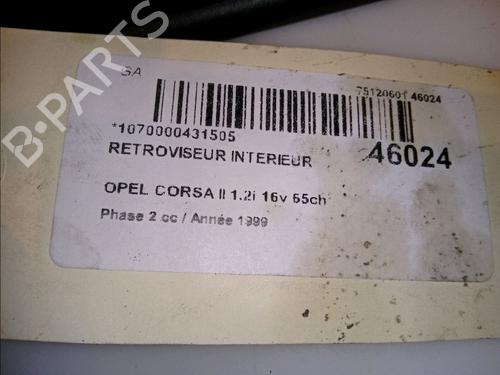 B-PARTS
SA
75120601 46024
*1070000431505
RETROVISEUR INTERIEUR
46024
OPEL CORSA II 1.2i 16v 65ch
Phase 2 cc / Année 1999